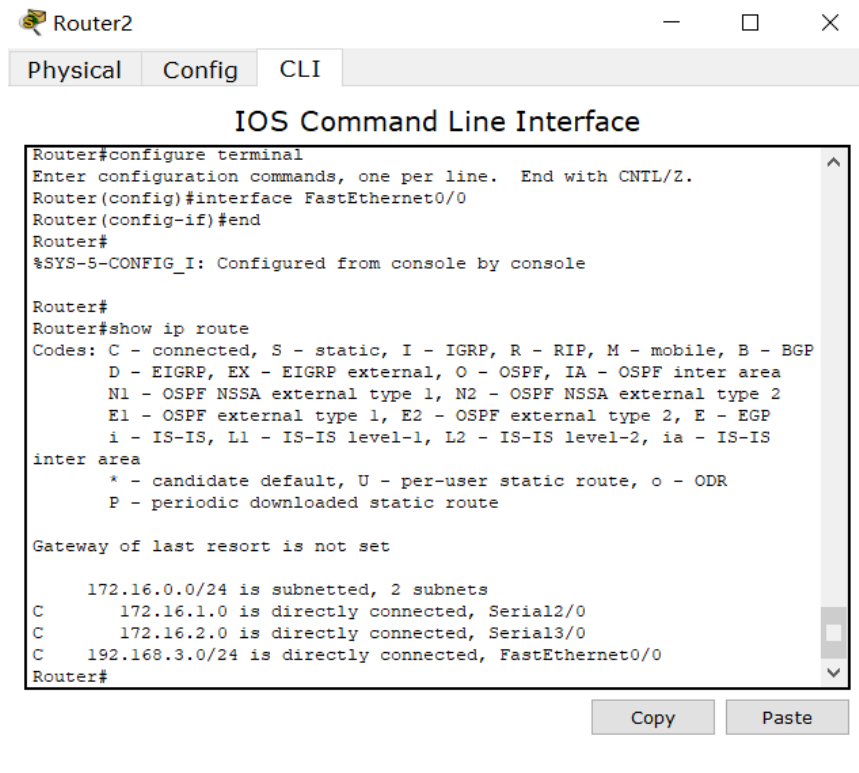 Router2
Physical Config CLI
IOS Command Line Interface
Router#configure terminal
Enter configuration commands, one per line.  End with CNTL/Z.
Router(config)#interface FastEthernet0/0
Router(config-if)#end
Router#
%SYS-5-CONFIG_I: Configured from console by console
Router#
Router#show ip route
Codes: C - connected, S - static, I - IGRP, R - RIP, M - mobile, B - BGP
       D - EIGRP, EX - EIGRP external, O - OSPF, IA - OSPF inter area
       N1 - OSPF NSSA external type 1, N2 - OSPF NSSA external type 2
       E1 - OSPF external type 1, E2 - OSPF external type 2, E - EGP
       i - IS-IS, L1 - IS-IS level-1, L2 - IS-IS level-2, ia - IS-IS
inter area
       * - candidate default, U - per-user static route, o - ODR
       P - periodic downloaded static route
Gateway of last resort is not set
     172.16.0.0/24 is subnetted, 2 subnets
C       172.16.1.0 is directly connected, Serial2/0
C       172.16.2.0 is directly connected, Serial3/0
C    192.168.3.0/24 is directly connected, FastEthernet0/0
Router#
Copy Paste